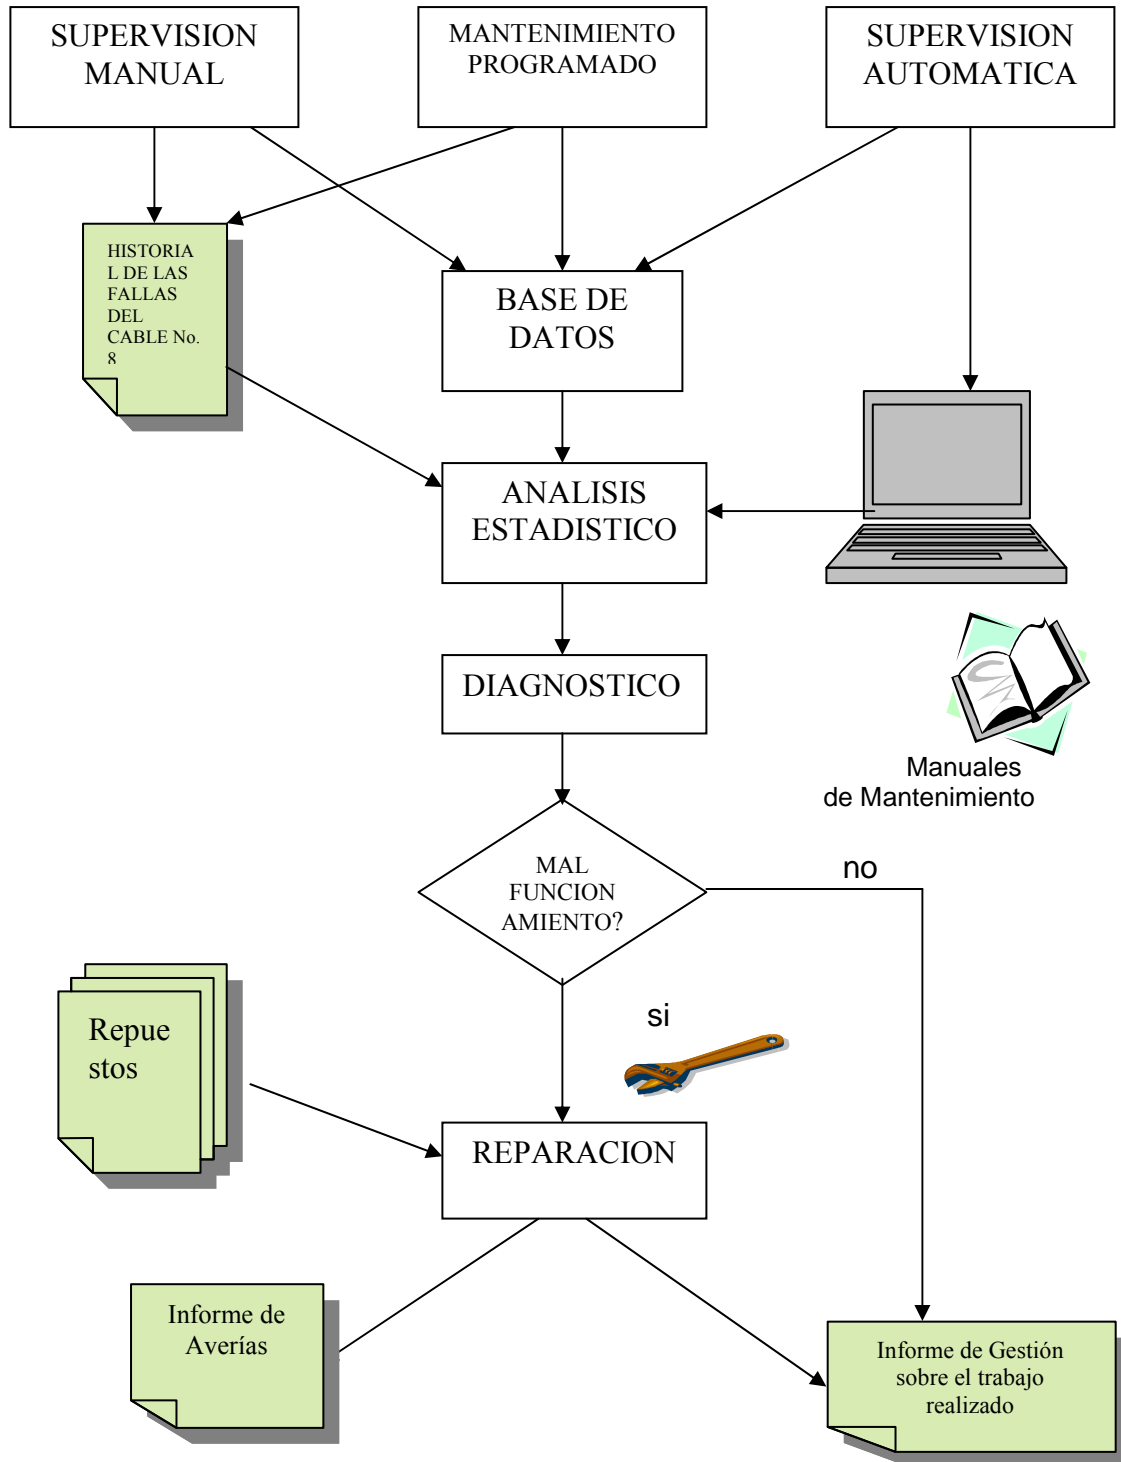 SUPERVISION
MANUAL
MANTENIMIENTO
PROGRAMADO
SUPERVISION
AUTOMATICA
HISTORIA
L DE LAS
FALLAS
DEL
CABLE No.
8
BASE DE
DATOS
ANALISIS
ESTADISTICO
DIAGNOSTICO
Manuales
de Mantenimiento
MAL
FUNCION
AMIENTO?
no
si
Repue
stos
REPARACION
Informe de
Averías
Informe de Gestión
sobre el trabajo
realizado